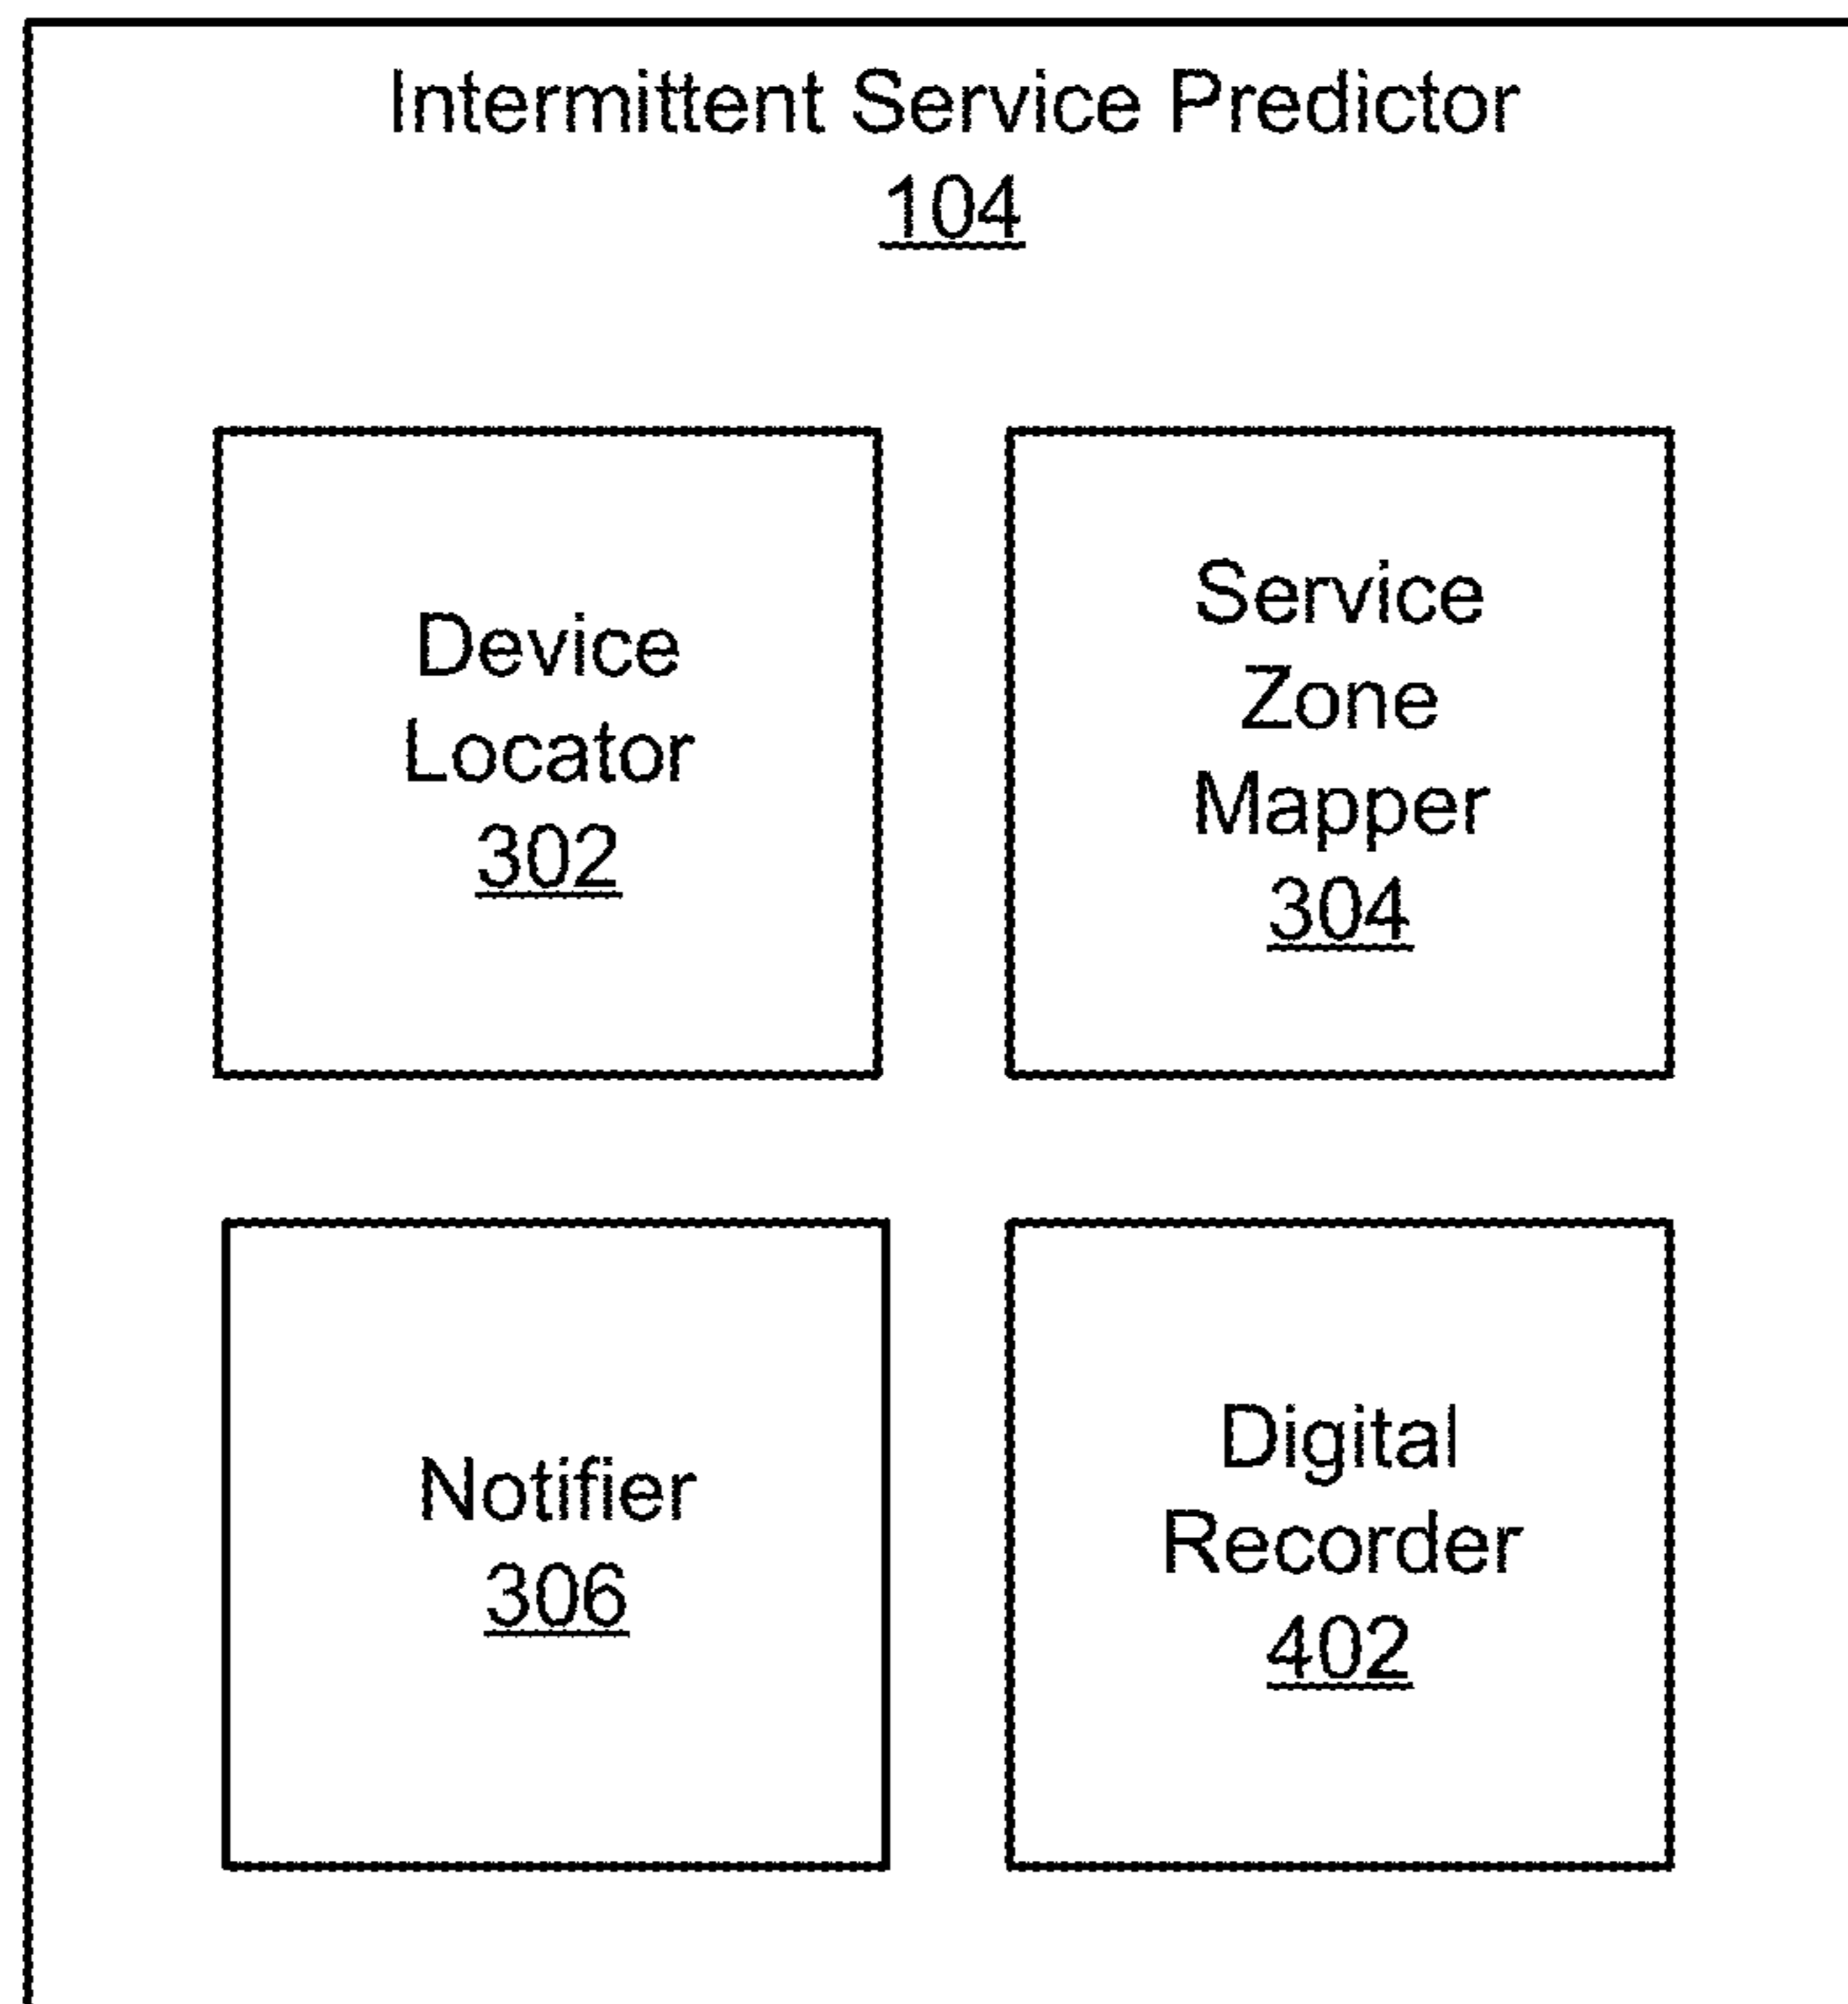 Intermittent Service Predictor
104
Device
Locator
302
Service
Zone
Mapper
304
Notifier
306
Digital
Recorder
402